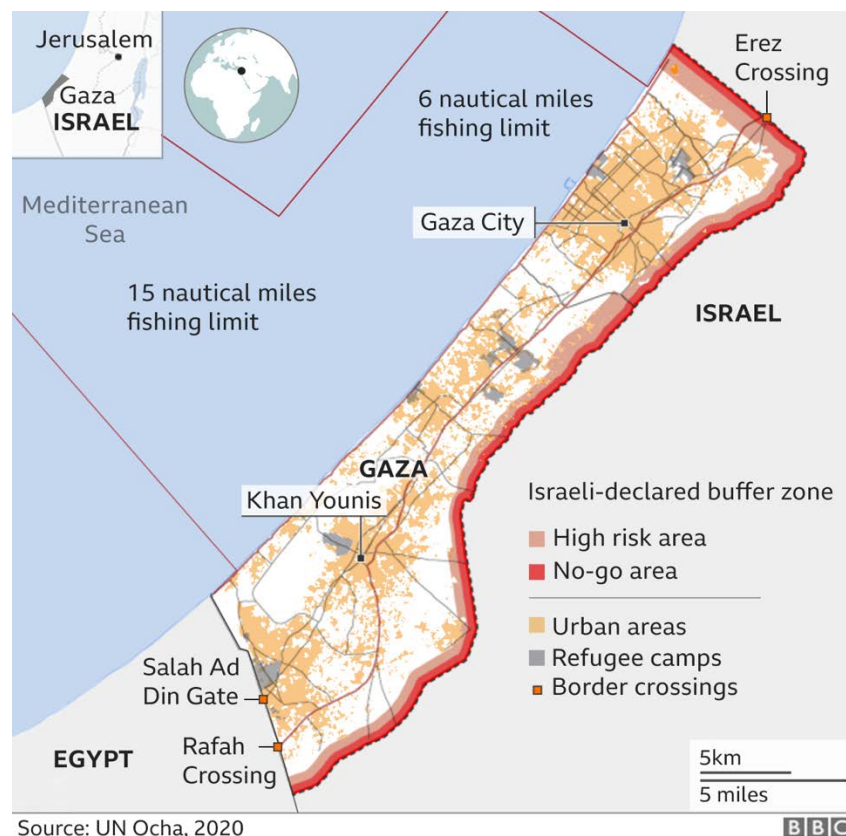 Jerusalem
Gaza
ISRAEL
Mediterranean
Sea
6 nautical miles
fishing limit
15 nautical miles
fishing limit
Erez
Crossing
Gaza City
ISRAEL
GAZA
Khan Younis
Israeli-declared buffer zone
High risk area
No-go area
Urban areas
Refugee camps
Border crossings
Salah Ad
Din Gate
EGYPT
Rafah
Crossing
5km
5 miles
Source: UN Ocha, 2020
BBC